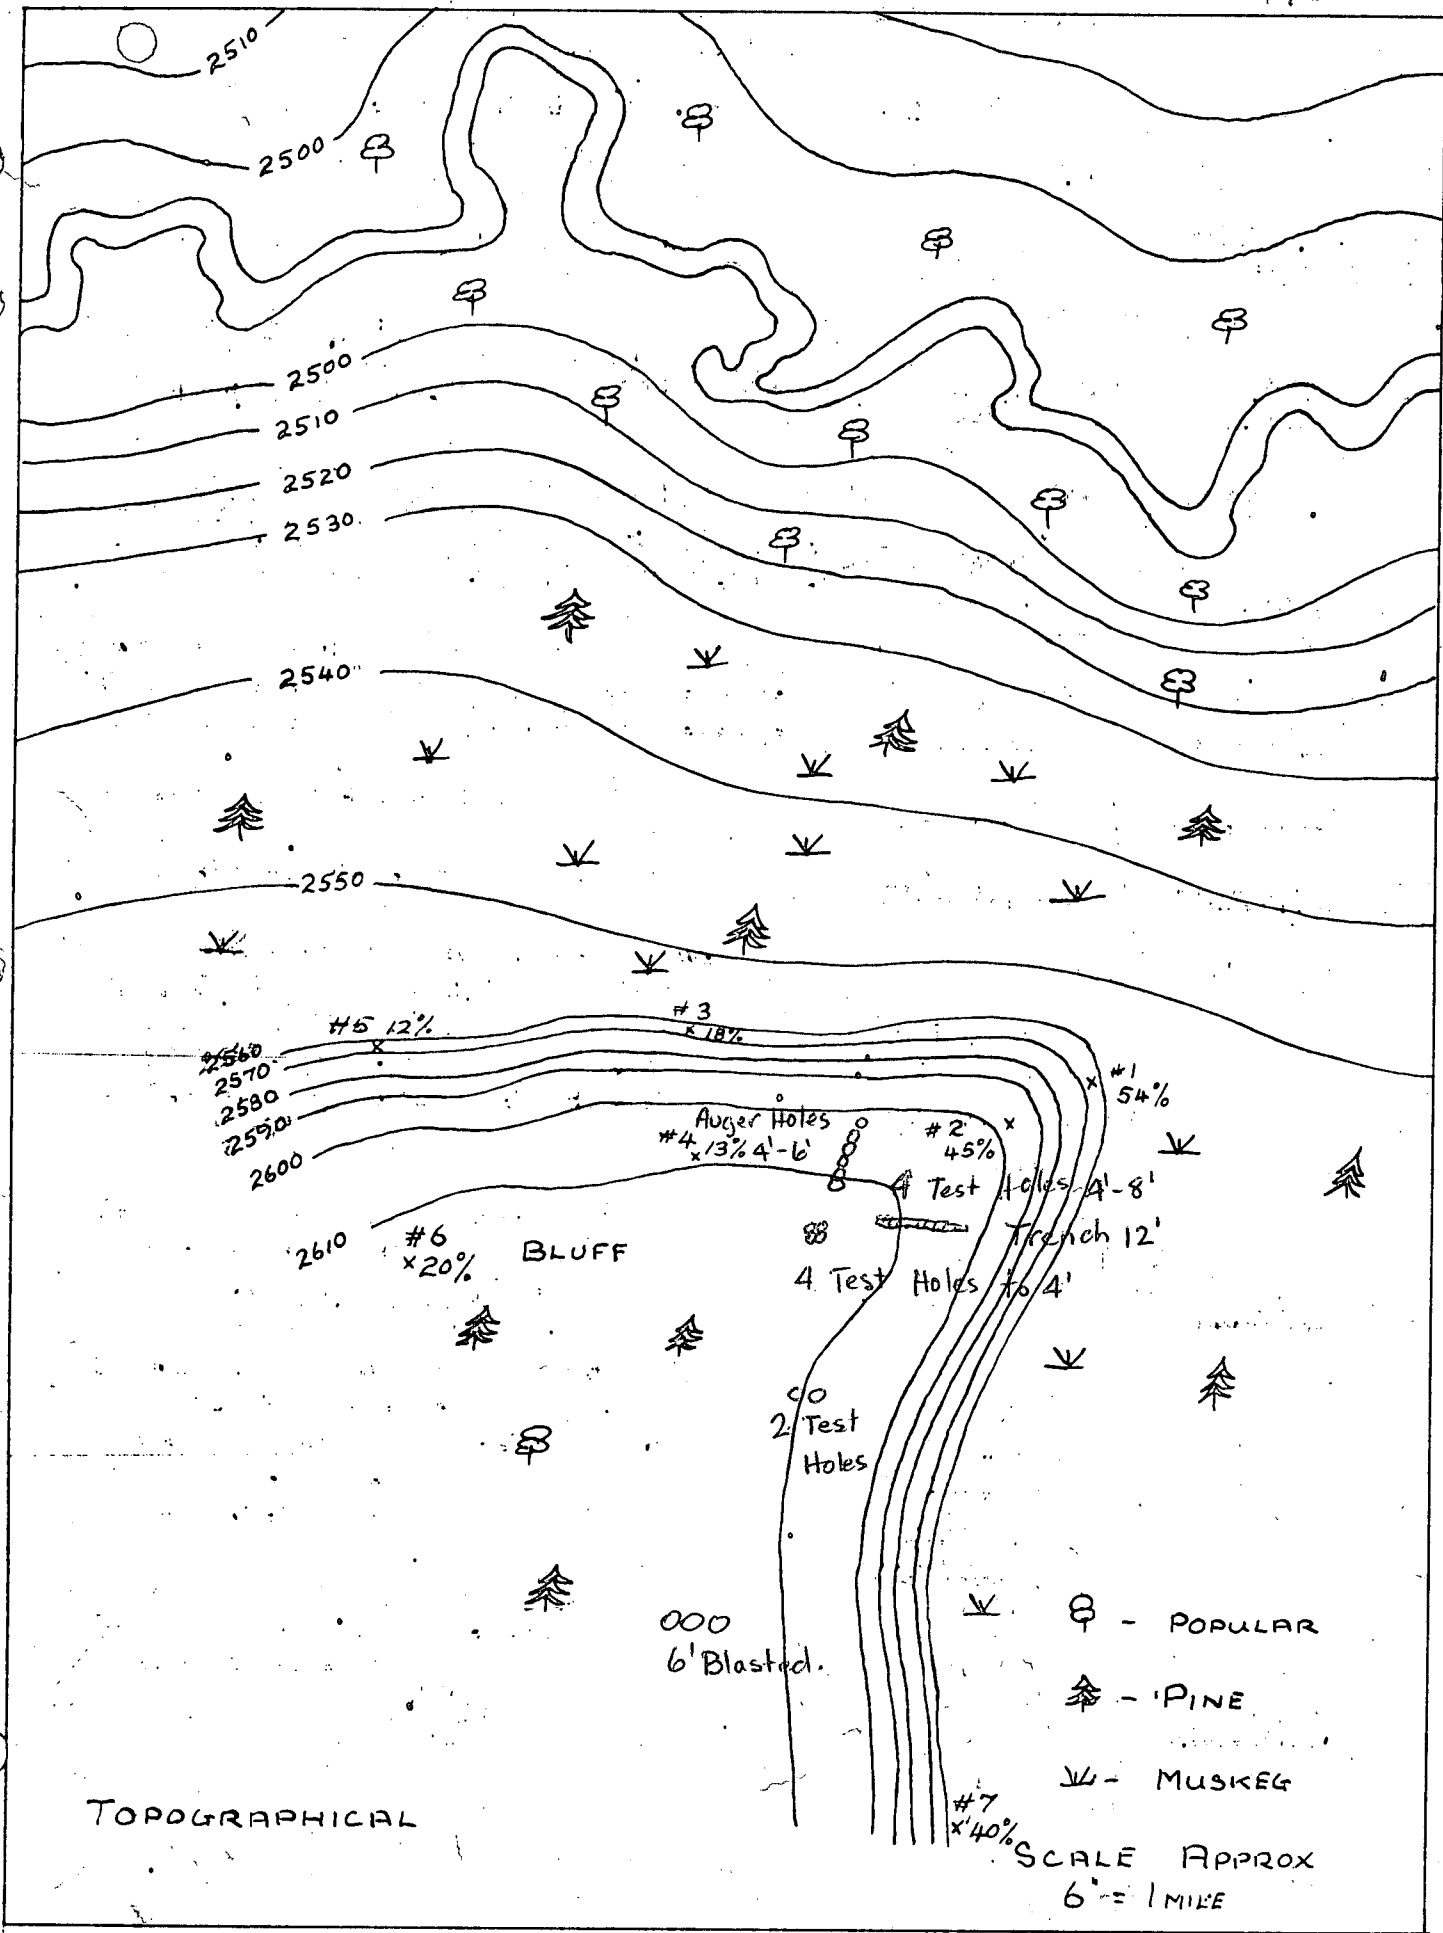 2510
2500
2500
2510
2520
2530
2540
2550
#5 12%
#3
18%
2560
2570
2580
2590
2600
2610
#1
54%
Auger Holes
#4 13% 4'-6'
#2
45%
4 Test Holes 4'-8'
Trench 12'
4 Test Holes to 4'
#6
20%
BLUFF
2 Test
Holes
6' Blasted.
- POPULAR
- PINE
- MUSKEG
#7
40%
TOPOGRAPHICAL
SCALE APPROX
6" = 1 MILE